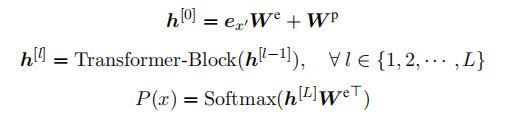 h^{[0]} = e_{x'}W^e + W^p
h^{[l]} = Transformer-Block(h^{[l−1]}), ∀ l ∈ {1, 2, ⋯ , L}
P(x) = Softmax(h^{[L]}W^{e⊤})